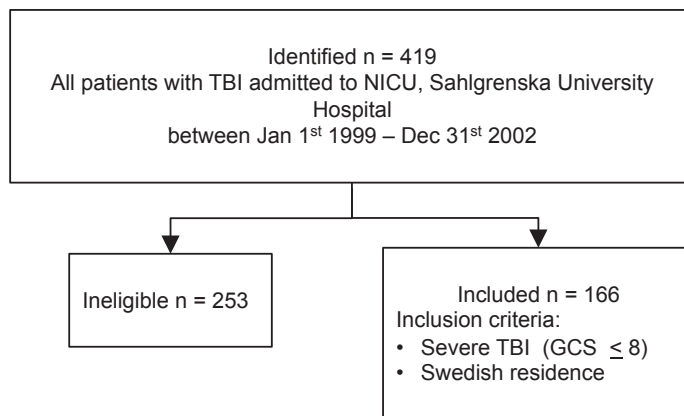 Identified n = 419
All patients with TBI admitted to NICU, Sahlgrenska University
Hospital
between Jan 1st 1999 – Dec 31st 2002
Ineligible n = 253
Included n = 166
Inclusion criteria:
• Severe TBI (GCS ≤ 8)
• Swedish residence